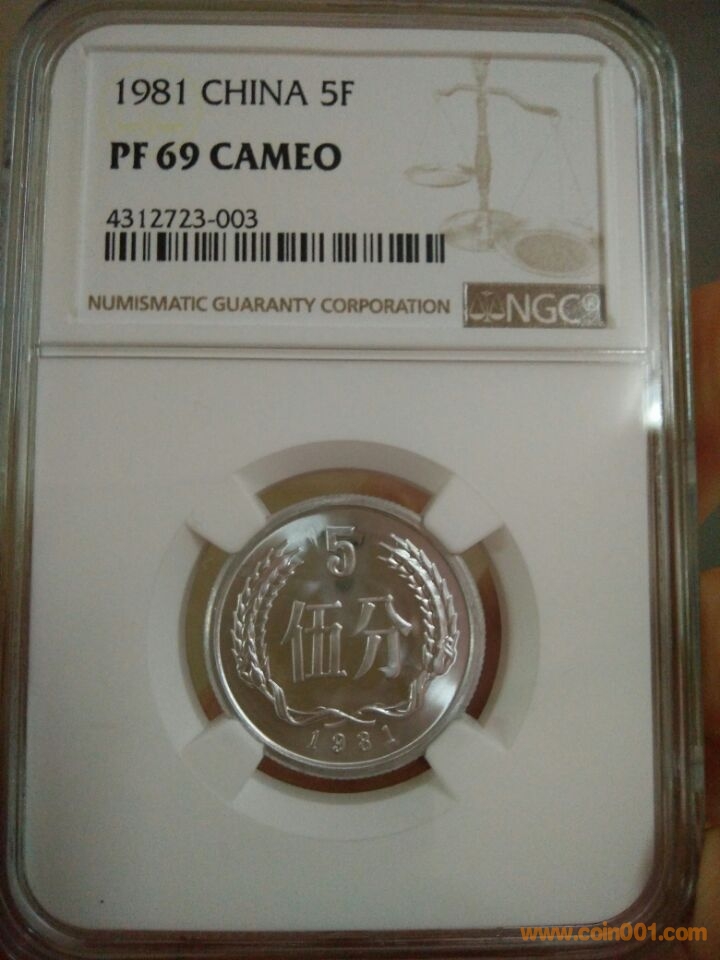 1981 CHINA 5F
PF 69 CAMEO
4312723-003
NUMISMATIC GUARANTY CORPORATION
NGC
5
伍分
1981
www.coin001.com